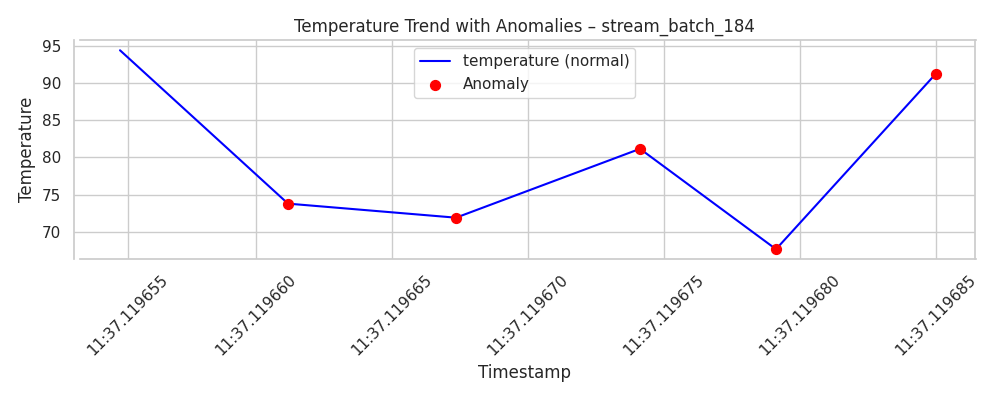 Temperature Trend with Anomalies – stream_batch_184
temperature (normal)
Anomaly
Temperature
95
90
85
80
75
70
11:37.119655
11:37.119660
11:37.119665
11:37.119670
11:37.119675
11:37.119680
11:37.119685
Timestamp